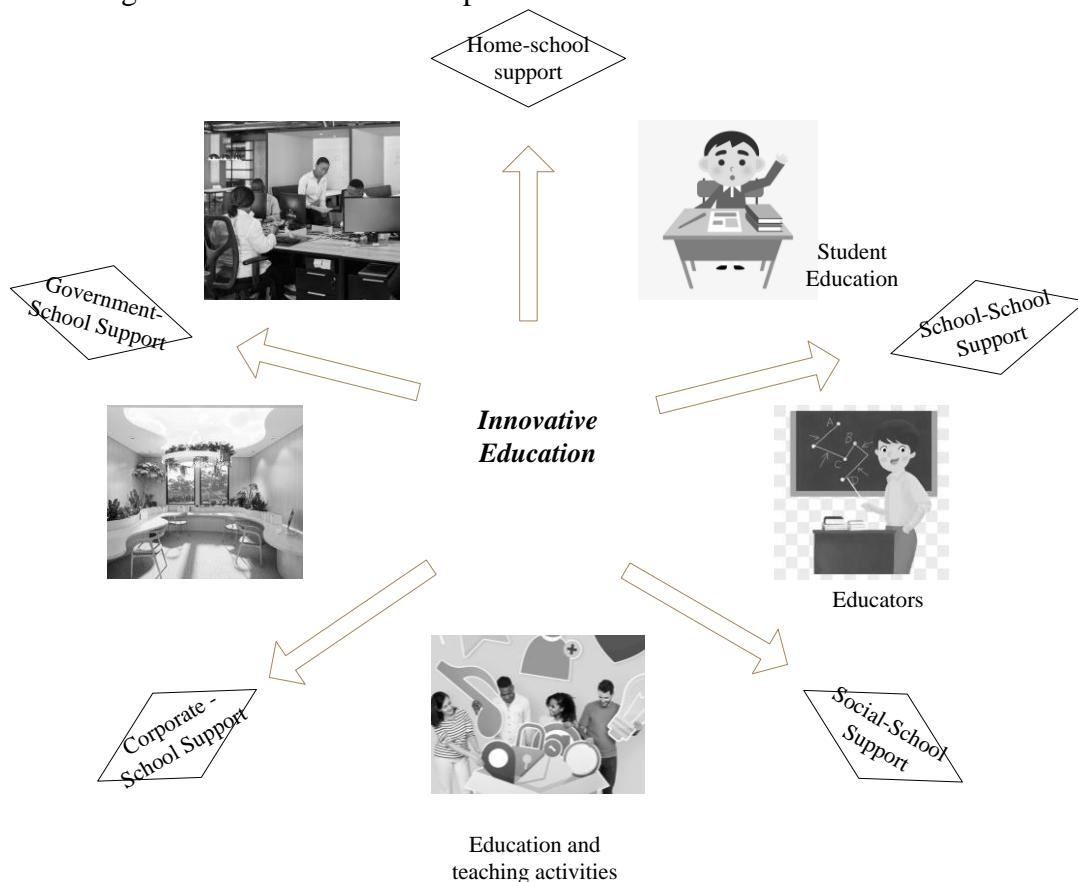 Home-school
support
Student
Education
Government-
School Support
School-School
Support
Innovative
Education
A
B
C
D
Educators
Corporate -
School Support
Social-School
Support
Education and
teaching activities